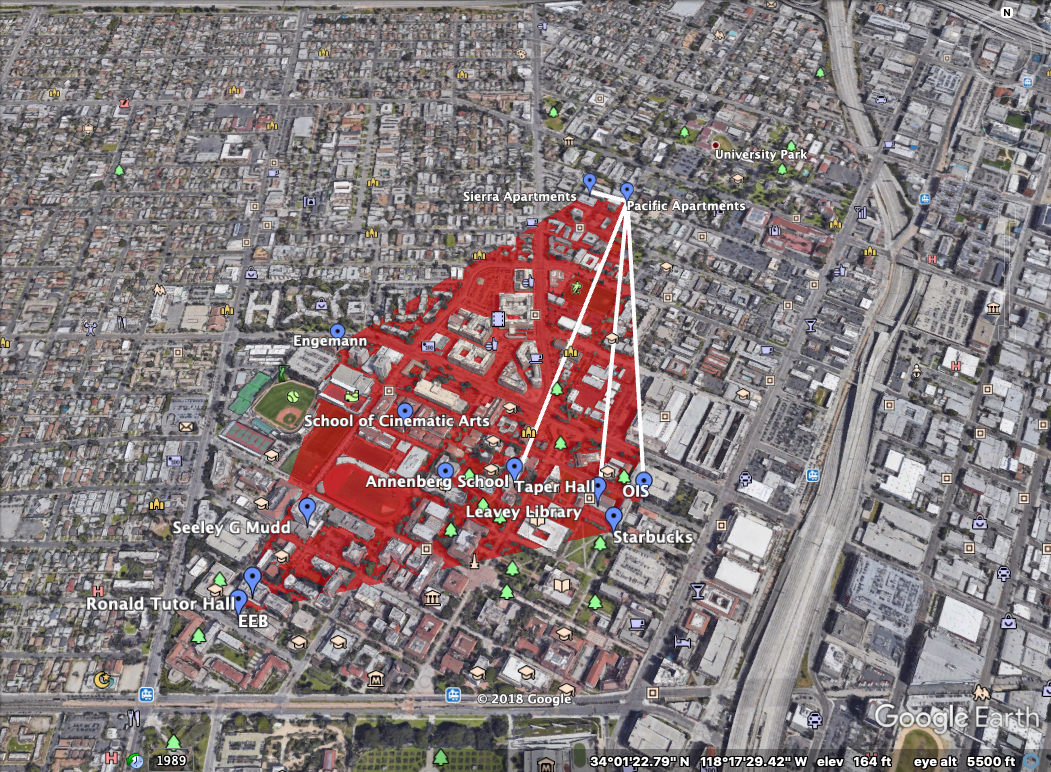 N
University Park
Sierra Apartments
Pacific Apartments
Engemann
School of Cinematic Arts
Annenberg School
Taper Hall
OIS
Leavey Library
Seeley G Mudd
Starbucks
Ronald Tutor Hall
EEB
© 2018 Google
Google Earth
1989
34°01'22.79" N 118°17'29.42" W elev 164 ft eye alt 5500 ft